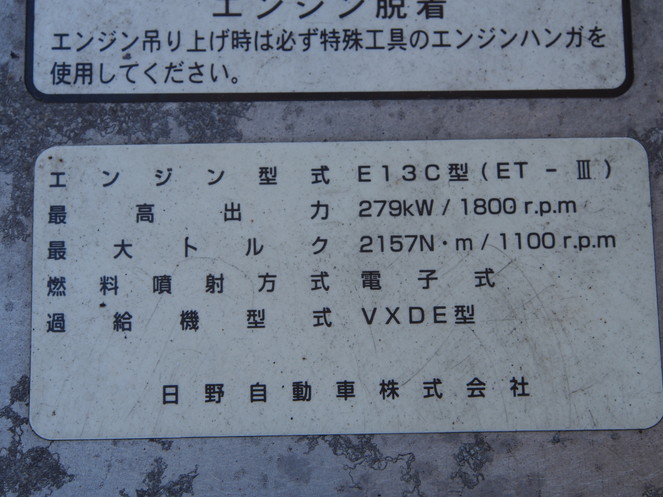 エンジン脱着
エンジン吊り上げ時は必ず特殊工具のエンジンハンガを
使用してください。
エンジン型式 E13C型(ET-Ⅲ)
最高出力 279kW/1800r.p.m
最大トルク 2157N·m/1100r.p.m
燃料噴射方式 電子式
過給機型式 VXDE型
日野自動車株式会社